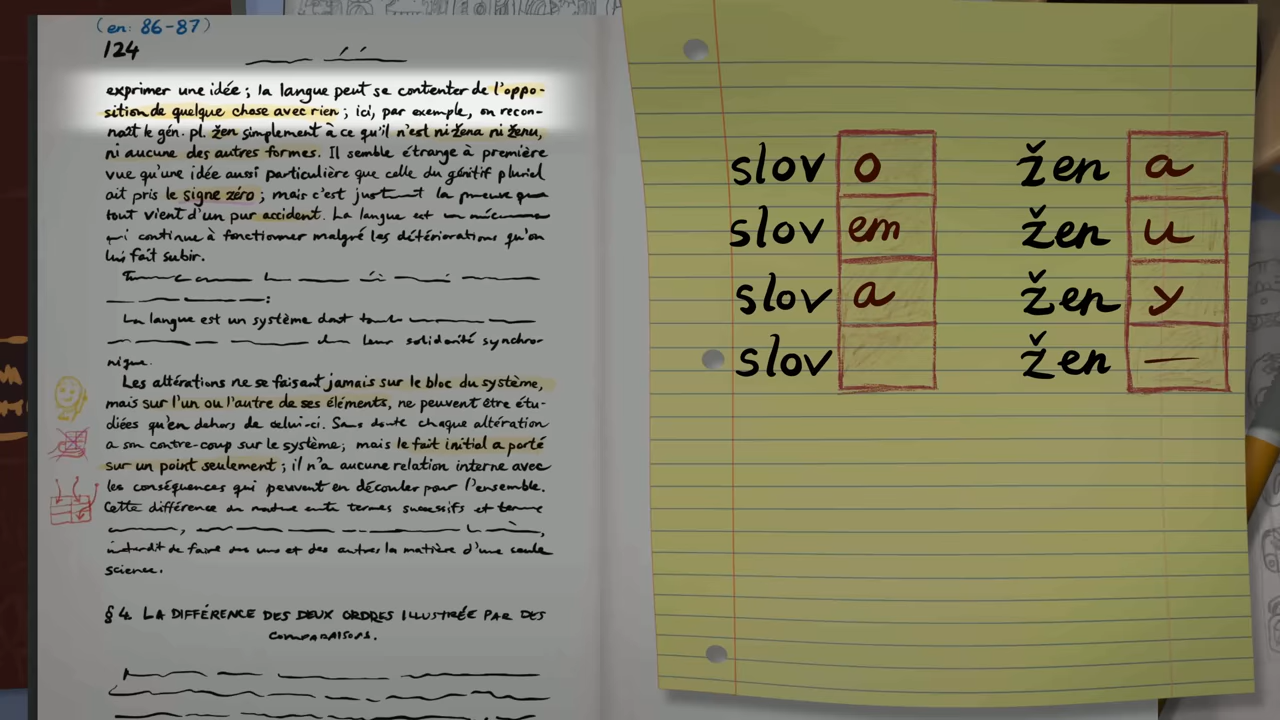 (en: 86-87)
124
exprimer une idée ; la langue peut se contenter de l'oppo-
sition de quelque chose avec rien ; ici, par exemple, on recon-
naît le gén. pl. žen simplement à ce qu'il n'est ni žena ni ženu,
ni aucune des autres formes. Il semble étrange à première
vue qu'une idée aussi particulière que celle du génitif pluriel
ait pris le signe zéro ; mais c'est justement la preuve que
tout vient d'un pur accident. La langue est un
qui continue à fonctionner malgré les détériorations qu'on
lui fait subir.
La langue est un système dont
leur solidarité synchro-
nique.
Les altérations ne se faisant jamais sur le bloc du système,
mais sur l'un ou l'autre de ses éléments, ne peuvent être étu-
diées qu'en dehors de celui-ci. Sans doute chaque altération
a son contre-coup sur le système ; mais le fait initial a porté
sur un point seulement ; il n'a aucune relation interne avec
les conséquences qui peuvent en découler pour l'ensemble.
Cette différence de nature entre termes successifs et
interdit de faire des uns et des autres la matière d'une seule
science.
§ 4. LA DIFFÉRENCE DES DEUX ORDRES ILLUSTRÉE PAR DES
COMPARAISONS.
slov o
slov em
slov a
slov
žen a
žen u
žen y
žen —